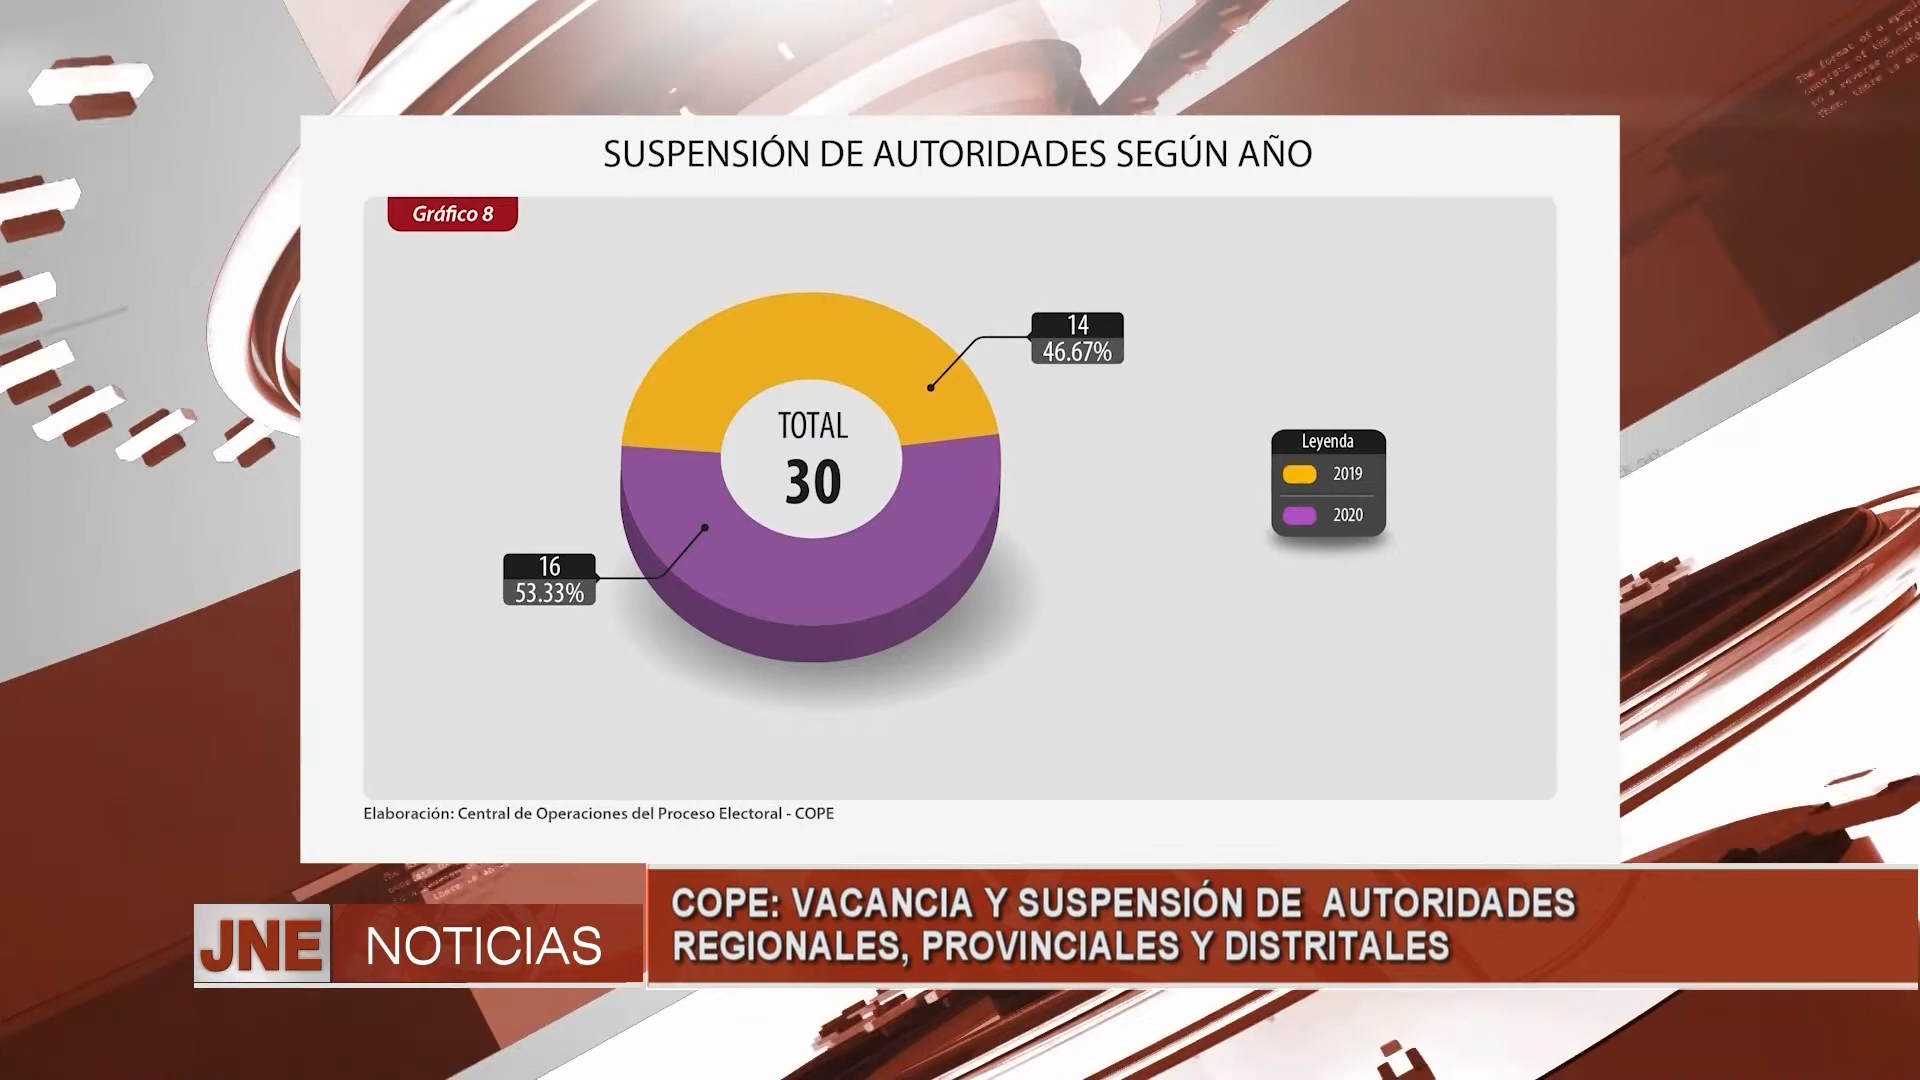 SUSPENSIÓN DE AUTORIDADES SEGÚN AÑO
Gráfico 8
14
46.67%
TOTAL
30
Leyenda
2019
2020
16
53.33%
Elaboración: Central de Operaciones del Proceso Electoral - COPE
JNE NOTICIAS
COPE: VACANCIA Y SUSPENSIÓN DE AUTORIDADES
REGIONALES, PROVINCIALES Y DISTRITALES